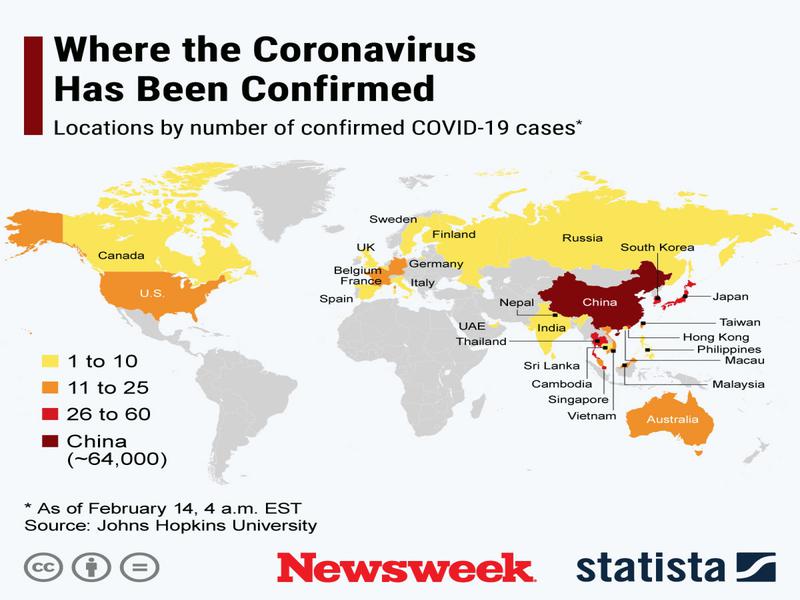 Where the Coronavirus
Has Been Confirmed
Locations by number of confirmed COVID-19 cases*
Sweden
Finland
Russia
Canada
UK
South Korea
Belgium
Germany
France
Italy
U.S.
Spain
Nepal
China
Japan
UAE
India
Taiwan
Thailand
Hong Kong
Philippines
Macau
Sri Lanka
Cambodia
Malaysia
Singapore
Vietnam
Australia
1 to 10
11 to 25
26 to 60
China
(~64,000)
* As of February 14, 4 a.m. EST
Source: Johns Hopkins University
cc
Newsweek
statista